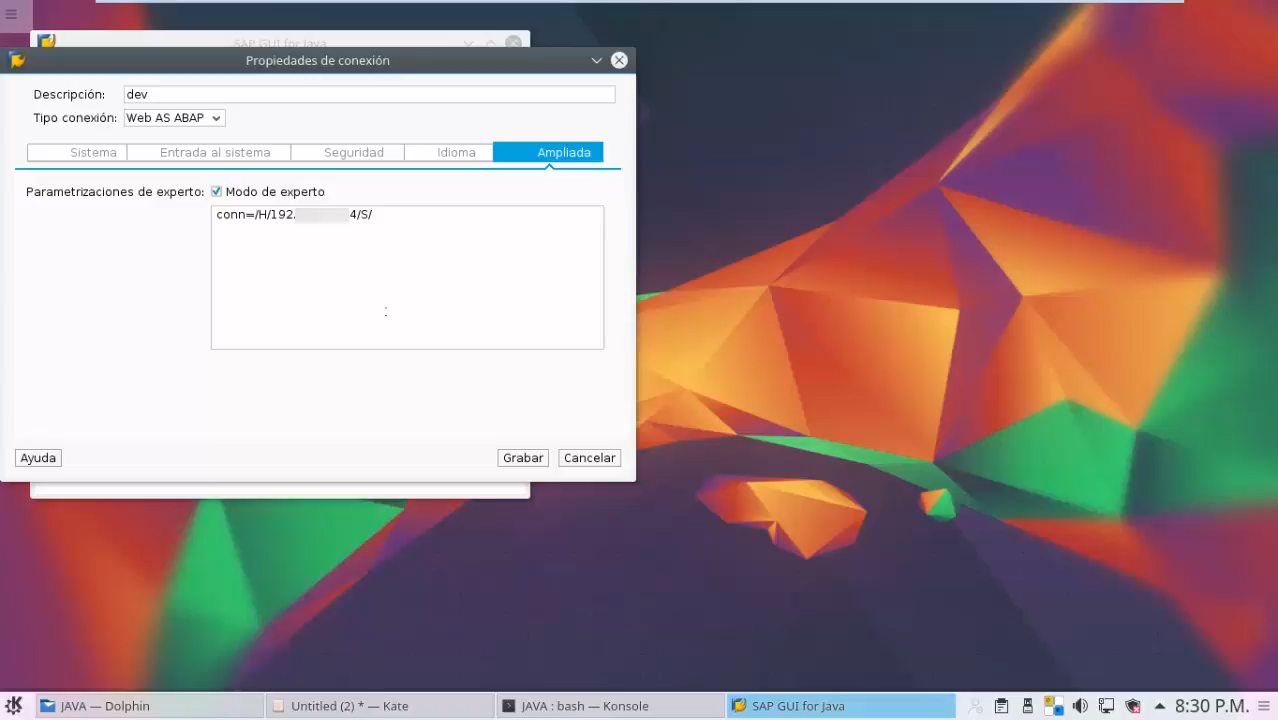 SAP GUI for Java
Propiedades de conexión
Descripción: dev
Tipo conexión: Web AS ABAP
Sistema Entrada al sistema Seguridad Idioma Ampliada
Parametrizaciones de experto: Modo de experto
conn=/H/192. 4/S/
Ayuda Grabar Cancelar
JAVA — Dolphin Untitled (2) — Kate JAVA : bash — Konsole SAP GUI for Java 8:30 P.M.